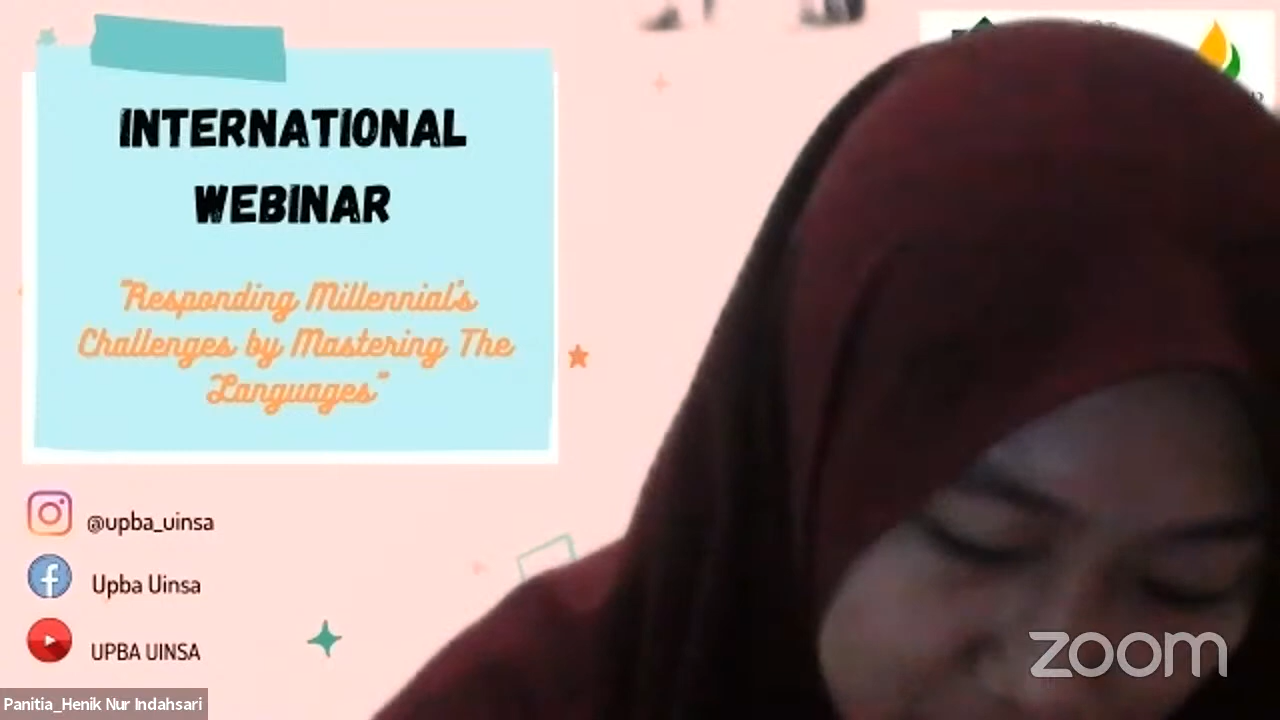 INTERNATIONAL
WEBINAR
"Responding Millennial's
Challenges by Mastering The
Languages"
@upba_uinsa
Upba Uinsa
UPBA UINSA
zoom
Panitia_Henik Nur Indahsari